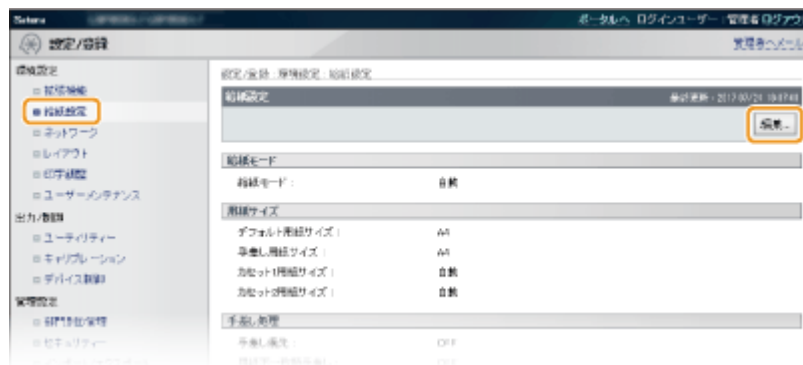 Satera
ポータルへ ログインユーザー：管理者 ログアウ
設定/登録
管理者へメール
環境設定
拡張機能
給紙設定
ネットワーク
レイアウト
印字調整
ユーザーメンテナンス
出力/制御
ユーティリティー
キャリブレーション
デバイス制御
管理設定
部門別ID管理
セキュリティー
設定/登録 : 環境設定 : 給紙設定
給紙設定
最終更新 :
編集...
給紙モード
給紙モード : 自動
用紙サイズ
デフォルト用紙サイズ : A4
手差し用紙サイズ : A4
カセット1用紙サイズ : 自動
カセット2用紙サイズ : 自動
手差し処理
手差し優先 : OFF